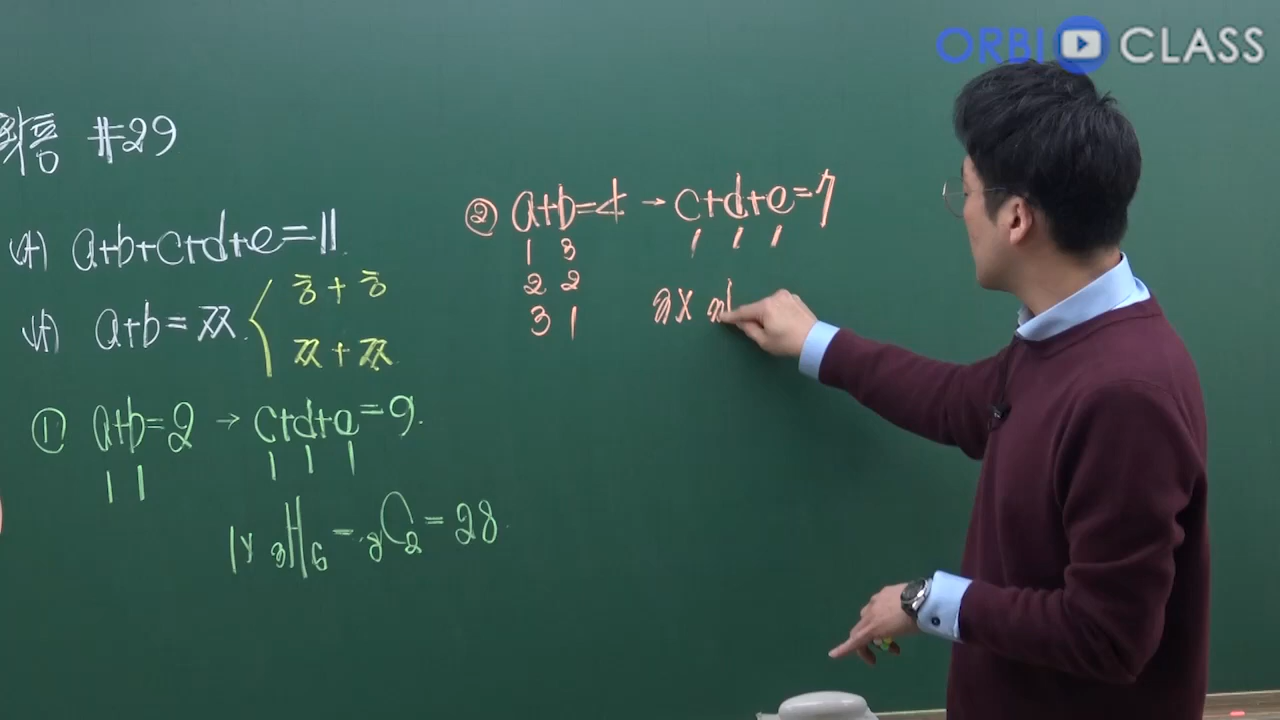 ORBI CLASS
#29
가) a+b+c+d+e=11
나) a+b=짝
홀+홀
짝+짝
① a+b=2 → c+d+e=9.
1 1 1 1 1
1× ₃H₆ = ₈C₂ = 28.
② a+b=4 → c+d+e=7
1 3 1 1 1
2 2
3 1